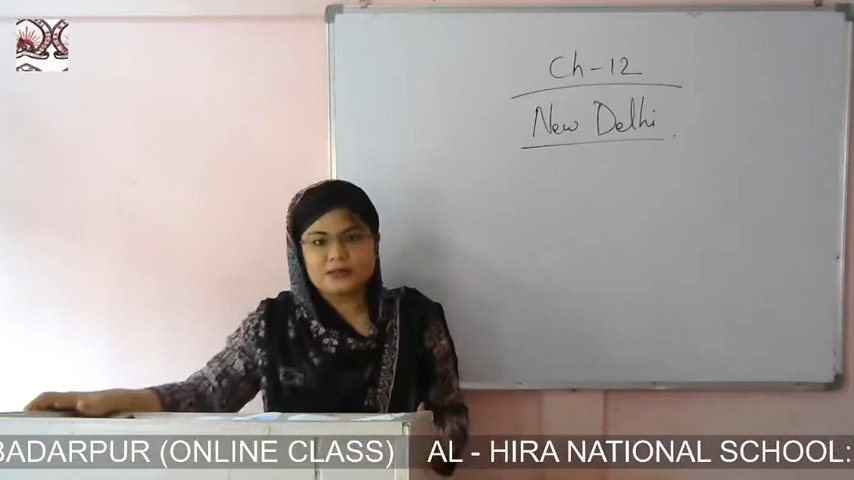 Ch-12
New Delhi
BADARPUR (ONLINE CLASS) AL - HIRA NATIONAL SCHOOL: